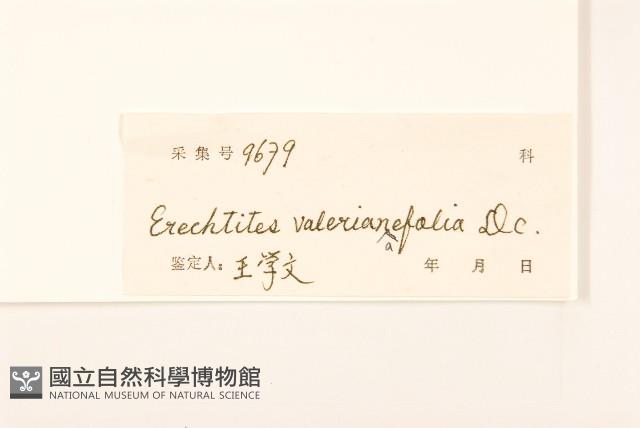 采集号 9679 科
Erechtites valerianefolia Dc.
a
鉴定人: 王学文 年 月 日
國立自然科學博物館
NATIONAL MUSEUM OF NATURAL SCIENCE